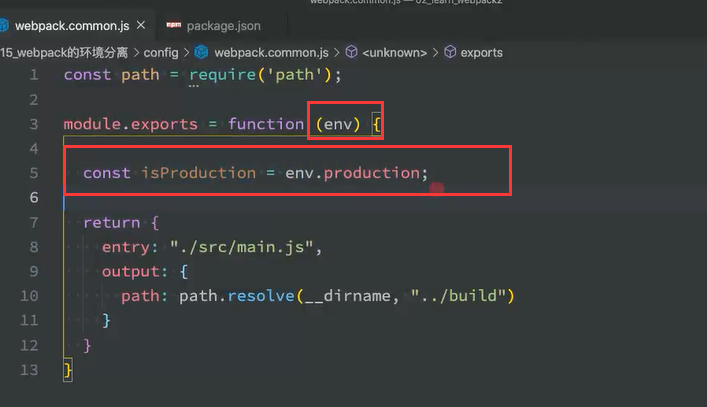 webpack.common.js — 02_learn_webpack2
webpack.common.js × npm package.json
15_webpack的环境分离 > config > webpack.common.js > <unknown> > exports
1 const path = require('path');
2
3 module.exports = function (env) {
4
5 const isProduction = env.production;
6
7 return {
8 entry: "./src/main.js",
9 output: {
10 path: path.resolve(__dirname, "../build")
11 }
12 }
13 }